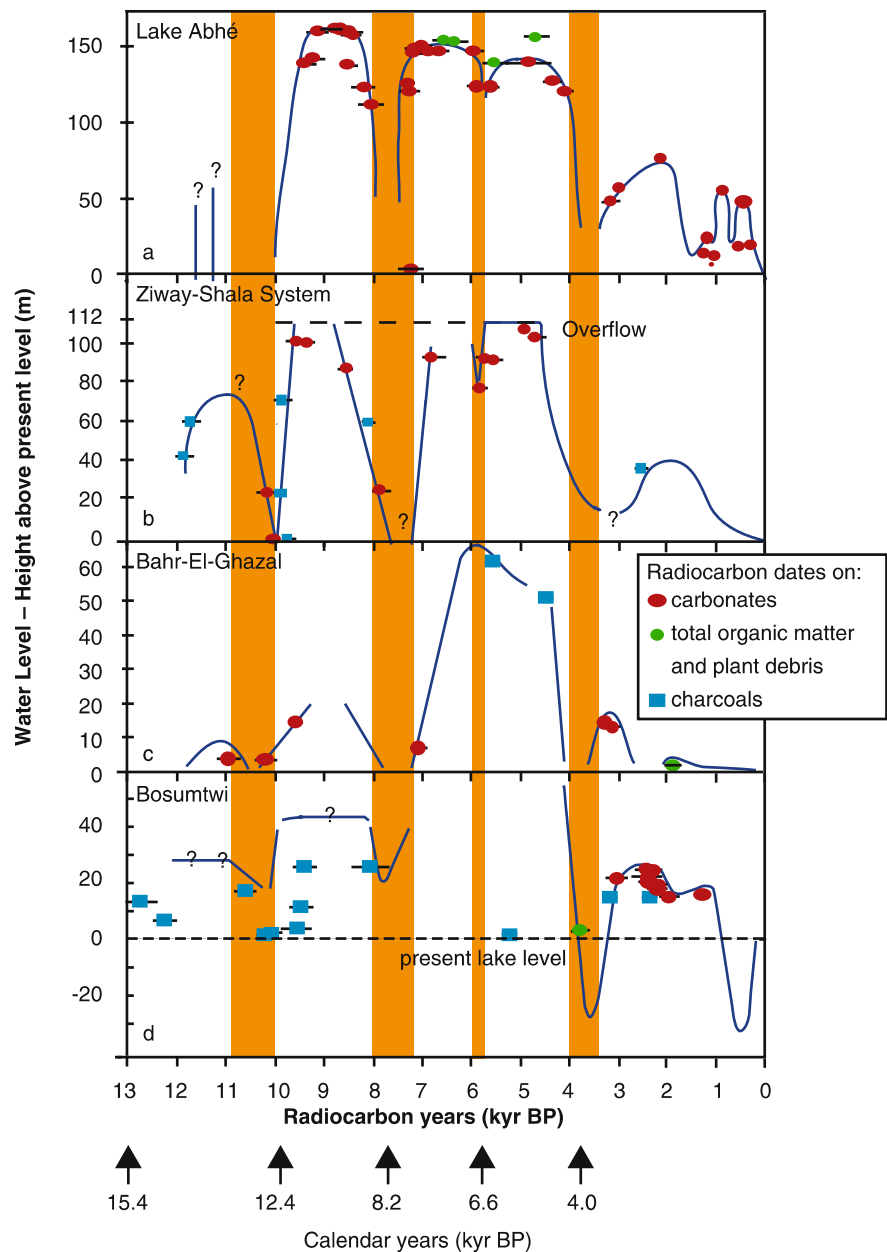 Water Level – Height above present level (m)
Lake Abhé
150
100
50
0
?
?
a
Ziway-Shala System
112
100
80
60
40
20
0
Overflow
?
?
?
b
Bahr-El-Ghazal
60
50
40
30
20
10
0
c
Radiocarbon dates on:
carbonates
total organic matter
and plant debris
charcoals
Bosumtwi
40
20
0
-20
?
?
?
present lake level
d
13 12 11 10 9 8 7 6 5 4 3 2 1 0
Radiocarbon years (kyr BP)
15.4 12.4 8.2 6.6 4.0
Calendar years (kyr BP)